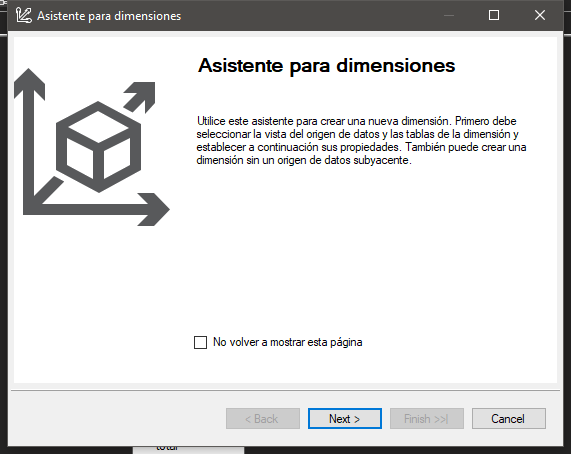 Asistente para dimensiones
Asistente para dimensiones
Utilice este asistente para crear una nueva dimensión. Primero debe
seleccionar la vista del origen de datos y las tablas de la dimensión y
establecer a continuación sus propiedades. También puede crear una
dimensión sin un origen de datos subyacente.
No volver a mostrar esta página
< Back
Next >
Finish >>|
Cancel
total